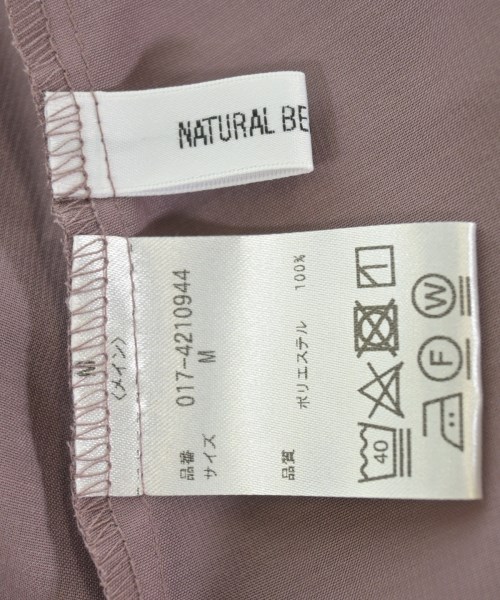 NATURAL BE
M
〈メイン〉
品番 017-4210944
サイズ M
品質 ポリエステル 100%
40
F
W